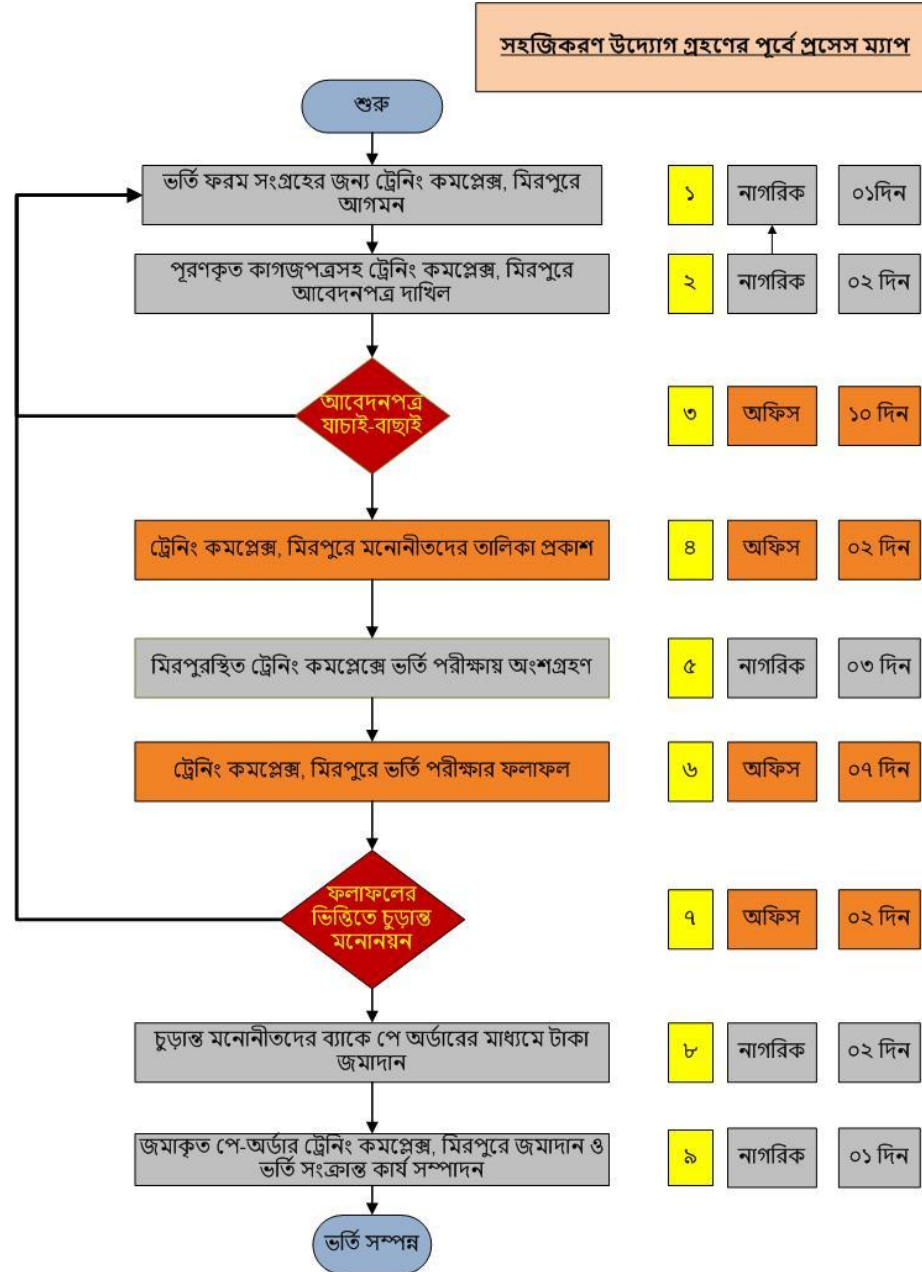 সহজিকরণ উদ্যোগ গ্রহণের পূর্বে প্রসেস ম্যাপ
শুরু
ভর্তি ফরম সংগ্রহের জন্য ট্রেনিং কমপ্লেক্স, মিরপুরে
আগমন
১
নাগরিক
০১দিন
পূরণকৃত কাগজপত্রসহ ট্রেনিং কমপ্লেক্স, মিরপুরে
আবেদনপত্র দাখিল
২
নাগরিক
০২ দিন
আবেদনপত্র
যাচাই-বাছাই
৩
অফিস
১০ দিন
ট্রেনিং কমপ্লেক্স, মিরপুরে মনোনীতদের তালিকা প্রকাশ
৪
অফিস
০২ দিন
মিরপুরস্থিত ট্রেনিং কমপ্লেক্সে ভর্তি পরীক্ষায় অংশগ্রহণ
৫
নাগরিক
০৩ দিন
ট্রেনিং কমপ্লেক্স, মিরপুরে ভর্তি পরীক্ষার ফলাফল
৬
অফিস
০৭ দিন
ফলাফলের
ভিত্তিতে চুড়ান্ত
মনোনয়ন
৭
অফিস
০২ দিন
চুড়ান্ত মনোনীতদের ব্যাকে পে অর্ডারের মাধ্যমে টাকা
জমাদান
৮
নাগরিক
০২ দিন
জমাকৃত পে-অর্ডার ট্রেনিং কমপ্লেক্স, মিরপুরে জমাদান ও
ভর্তি সংক্রান্ত কার্য সম্পাদন
৯
নাগরিক
০১ দিন
ভর্তি সম্পন্ন